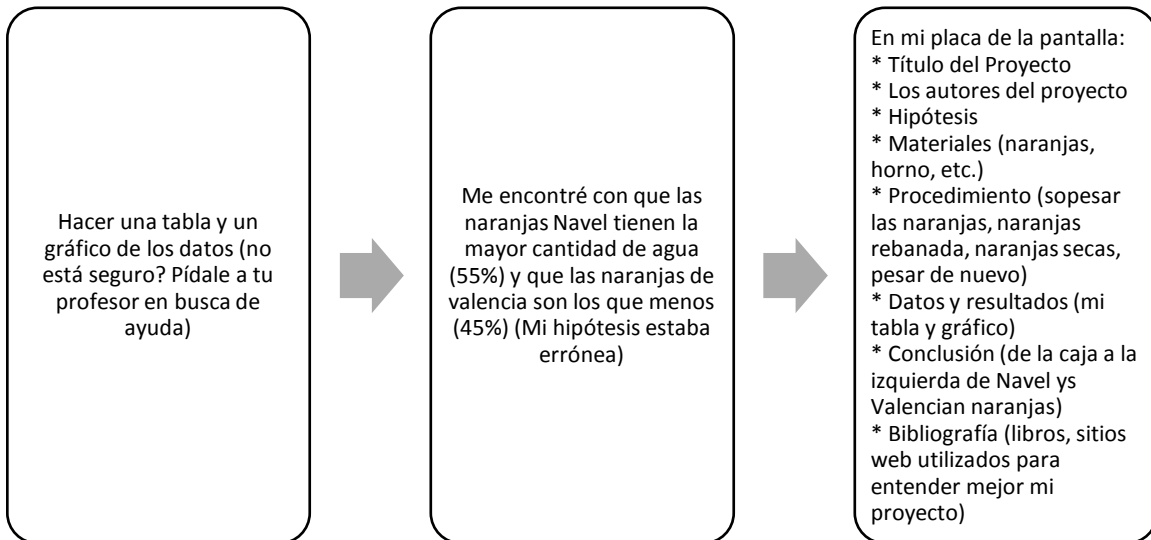 Hacer una tabla y un
gráfico de los datos (no
está seguro? Pídale a tu
profesor en busca de
ayuda)
Me encontré con que las
naranjas Navel tienen la
mayor cantidad de agua
(55%) y que las naranjas de
valencia son los que menos
(45%) (Mi hipótesis estaba
errónea)
En mi placa de la pantalla:
* Título del Proyecto
* Los autores del proyecto
* Hipótesis
* Materiales (naranjas,
horno, etc.)
* Procedimiento (sopesar
las naranjas, naranjas
rebanada, naranjas secas,
pesar de nuevo)
* Datos y resultados (mi
tabla y gráfico)
* Conclusión (de la caja a la
izquierda de Navel ys
Valencian naranjas)
* Bibliografía (libros, sitios
web utilizados para
entender mejor mi
proyecto)